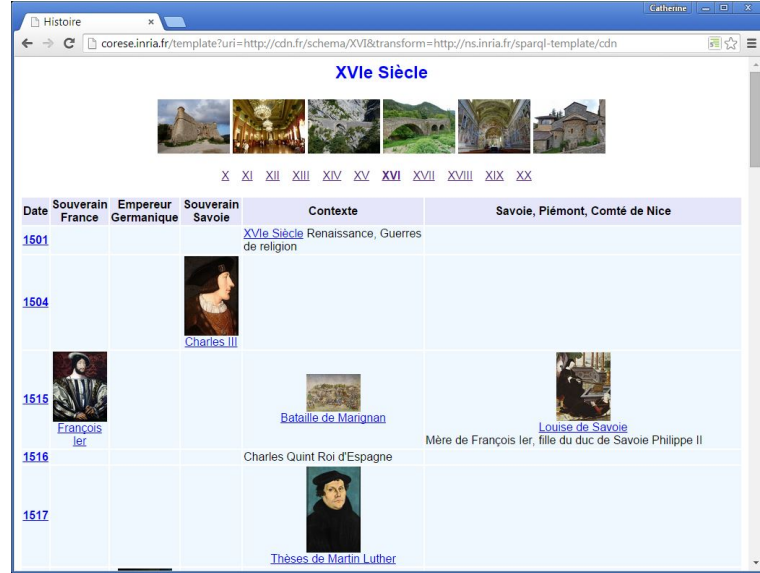 Catherine
Histoire
corese.inria.fr/template?uri=http://cdn.fr/schema/XVI&transform=http://ns.inria.fr/sparql-template/cdn
XVIe Siècle
X XI XII XIII XIV XV XVI XVII XVIII XIX XX
Date Souverain France Empereur Germanique Souverain Savoie Contexte Savoie, Piémont, Comté de Nice
1501 XVIe Siècle Renaissance, Guerres
de religion
1504
Charles III
1515
François
Ier
Bataille de Marignan
Louise de Savoie
Mère de François Ier, fille du duc de Savoie Philippe II
1516 Charles Quint Roi d'Espagne
1517
Thèses de Martin Luther